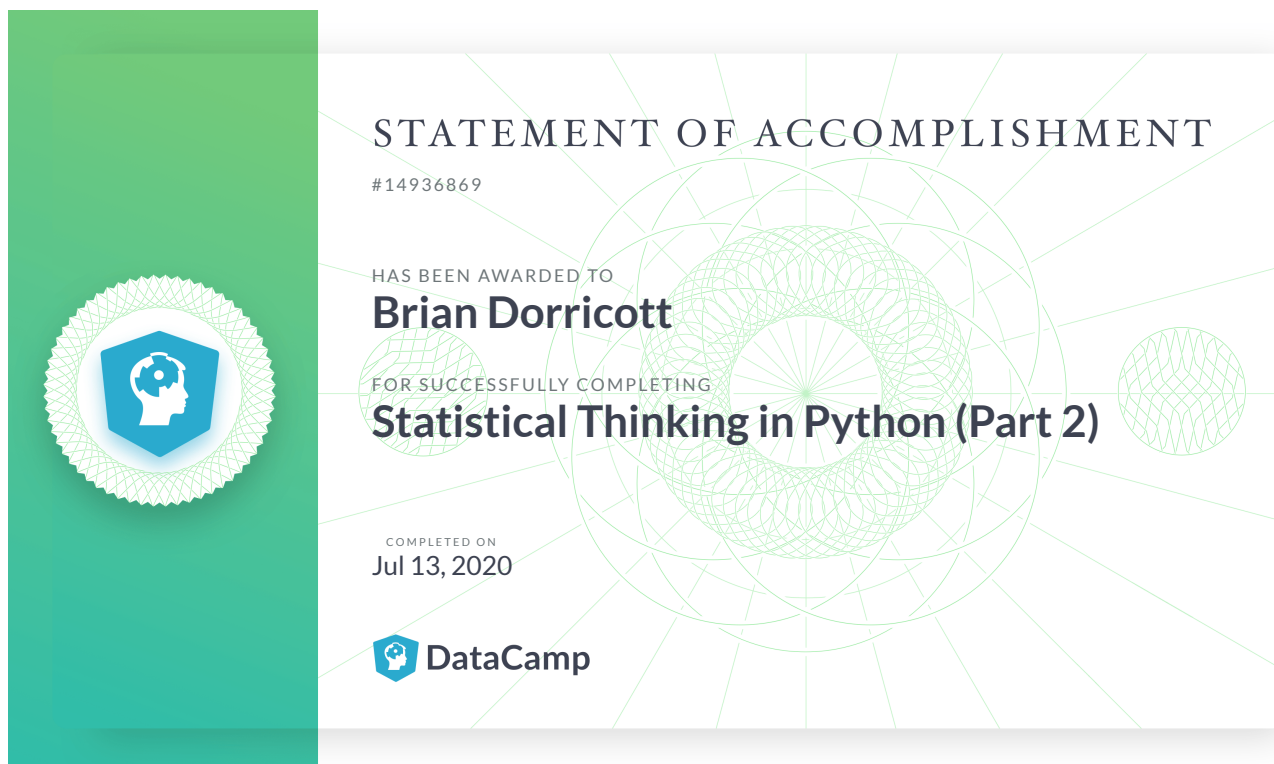 STATEMENT OF ACCOMPLISHMENT
#14936869
HAS BEEN AWARDED TO
Brian Dorricott
FOR SUCCESSFULLY COMPLETING
Statistical Thinking in Python (Part 2)
COMPLETED ON
Jul 13, 2020
DataCamp